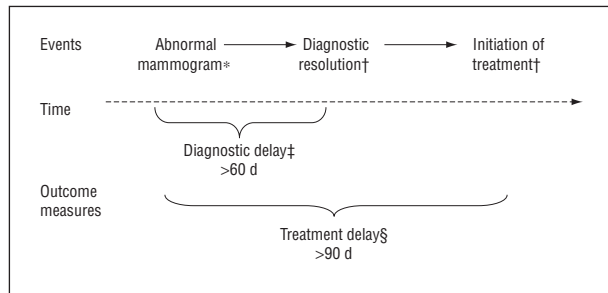 Events
Abnormal
mammogram*
Diagnostic
resolution†
Initiation of
treatment†
Time
Diagnostic delay‡
>60 d
Outcome
measures
Treatment delay§
>90 d